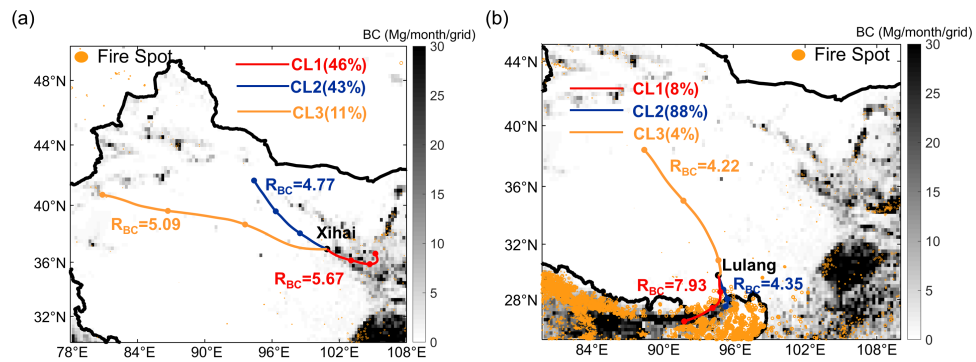 (a)
BC (Mg/month/grid)
Fire Spot
CL1(46%)
CL2(43%)
CL3(11%)
R_BC=4.77
Xihai
R_BC=5.09
R_BC=5.67
48°N
44°N
40°N
36°N
32°N
78°E 84°E 90°E 96°E 102°E 108°E
30
25
20
15
10
5
0
(b)
BC (Mg/month/grid)
Fire Spot
CL1(8%)
CL2(88%)
CL3(4%)
R_BC=4.22
Lulang
R_BC=7.93
R_BC=4.35
44°N
40°N
36°N
32°N
28°N
84°E 90°E 96°E 102°E 108°E
30
25
20
15
10
5
0